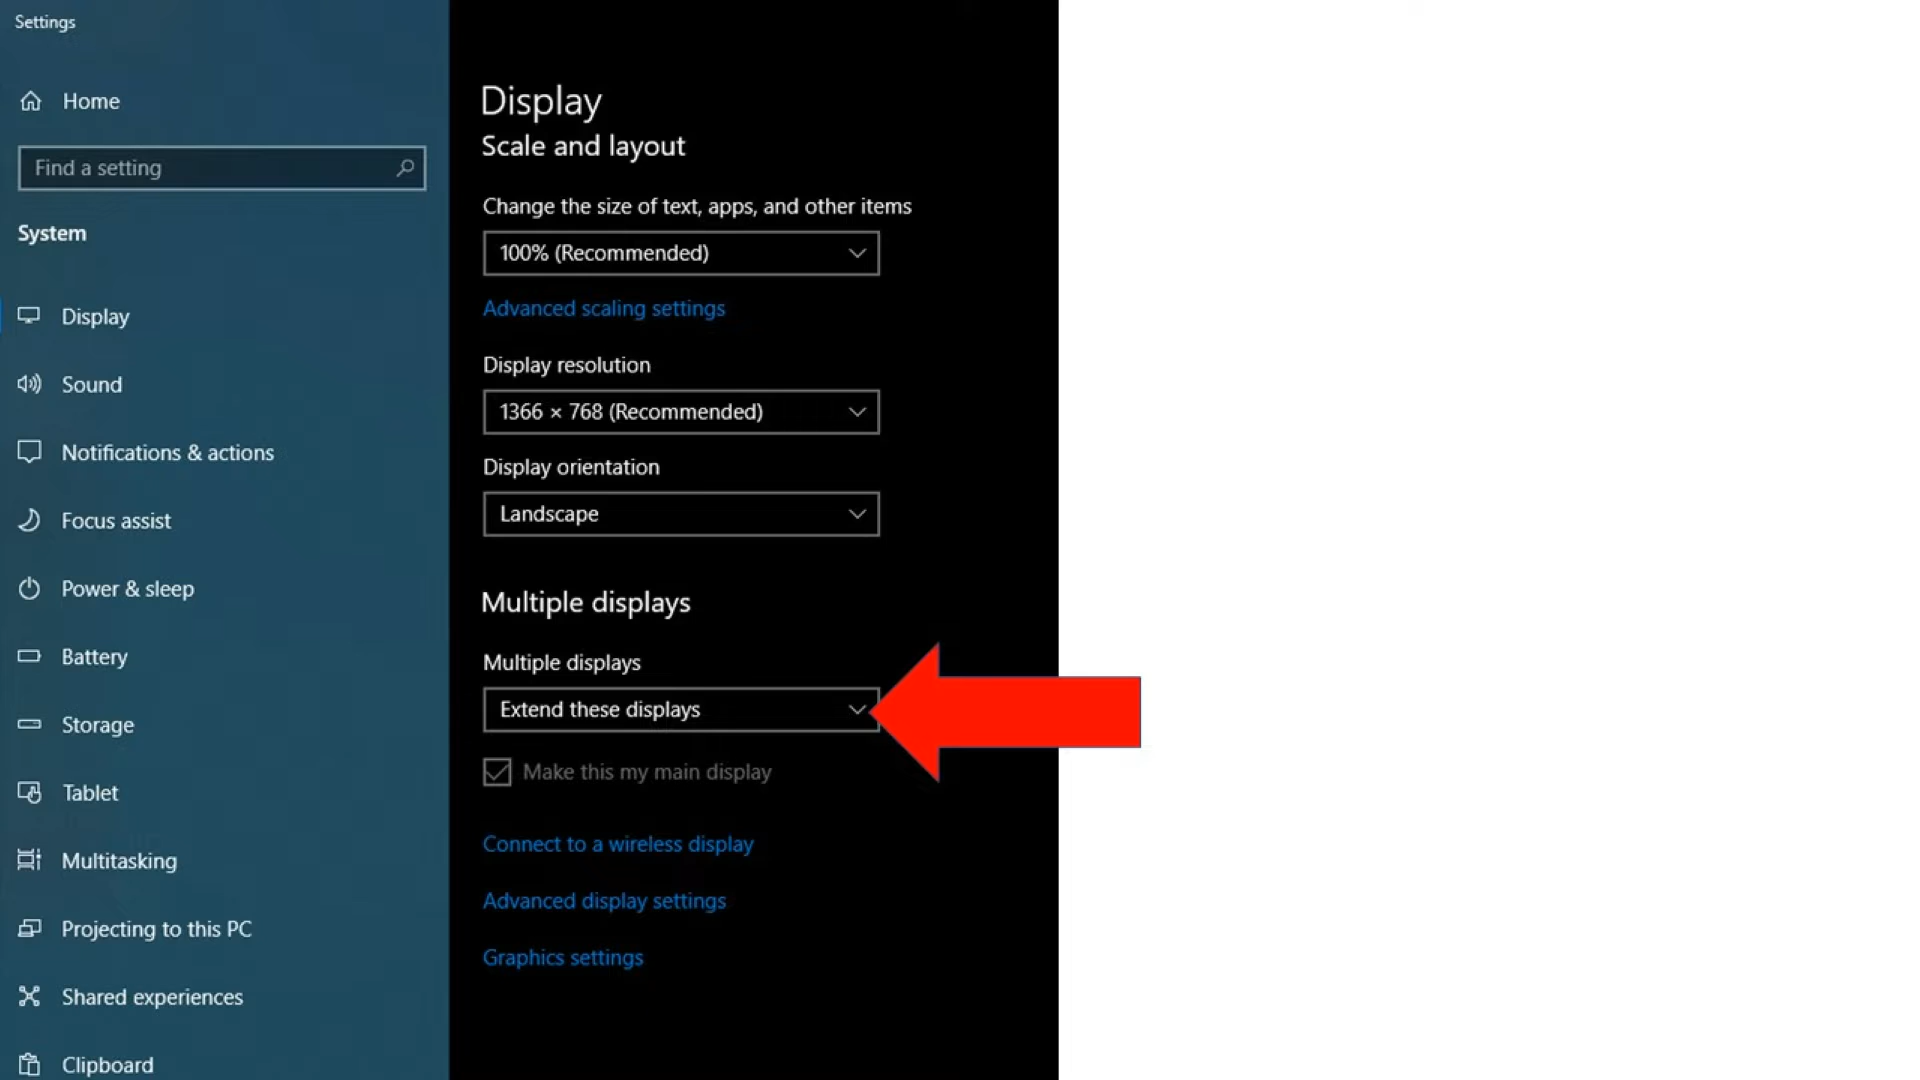 Settings
Home
Find a setting
System
Display
Sound
Notifications & actions
Focus assist
Power & sleep
Battery
Storage
Tablet
Multitasking
Projecting to this PC
Shared experiences
Clipboard
Display
Scale and layout
Change the size of text, apps, and other items
100% (Recommended)
Advanced scaling settings
Display resolution
1366 × 768 (Recommended)
Display orientation
Landscape
Multiple displays
Multiple displays
Extend these displays
Make this my main display
Connect to a wireless display
Advanced display settings
Graphics settings